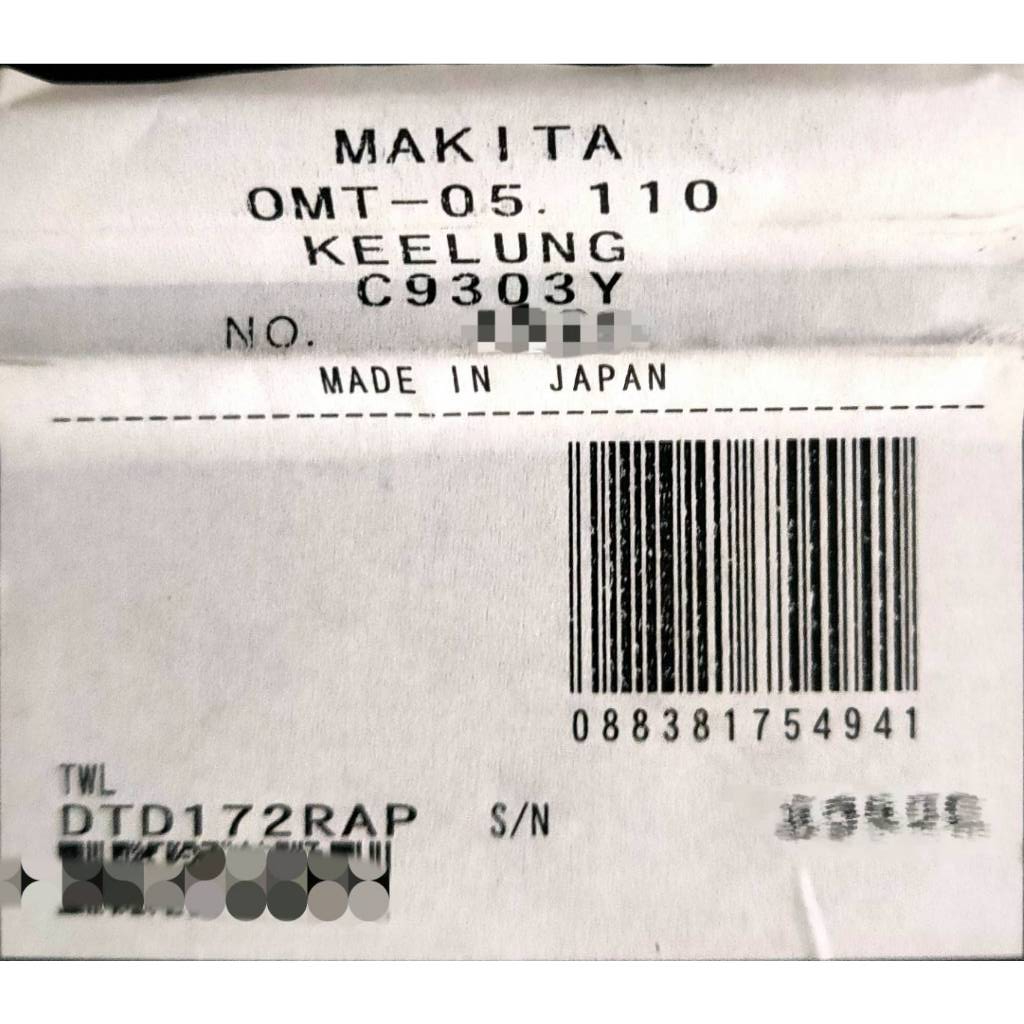 MAKITA
OMT-05. 110
KEELUNG
C9303Y
NO.
MADE IN JAPAN
088381754941
TWL
DTD172RAP S/N